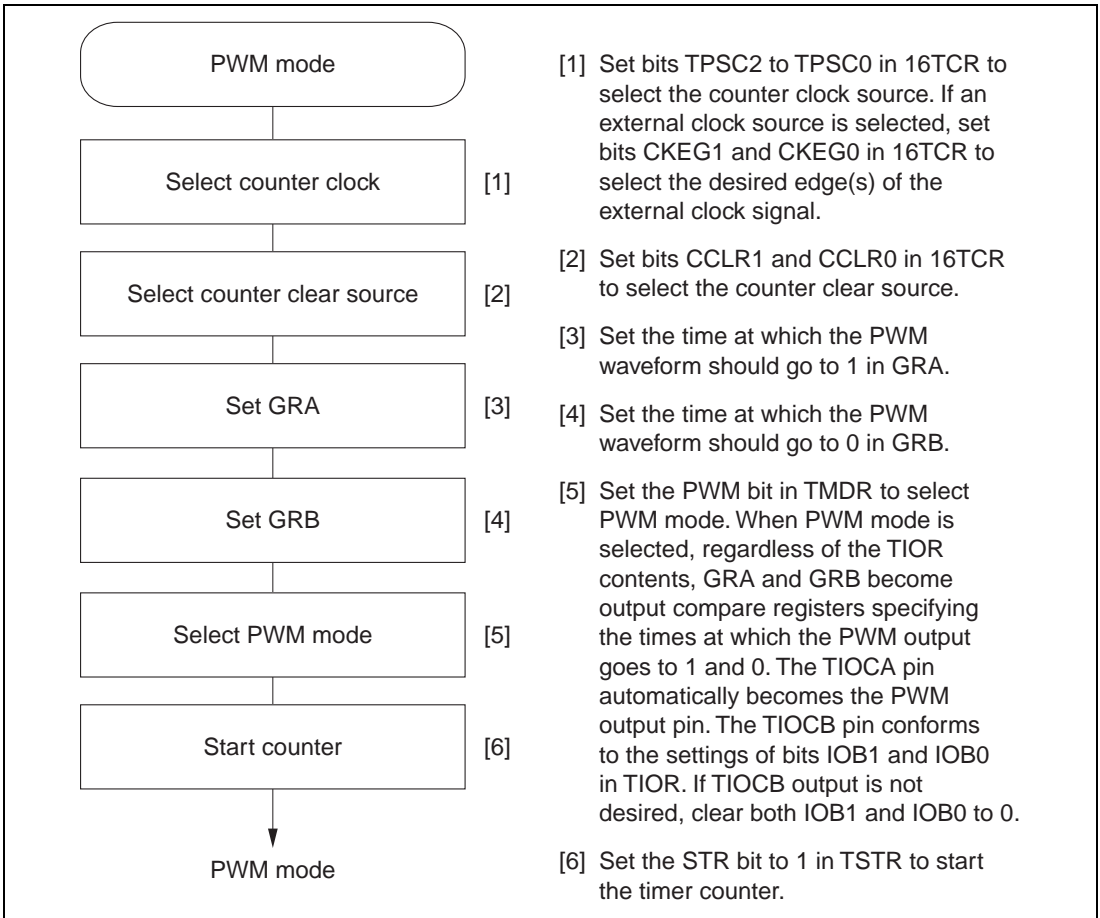 PWM mode
Select counter clock [1]
Select counter clear source [2]
Set GRA [3]
Set GRB [4]
Select PWM mode [5]
Start counter [6]
PWM mode
[1] Set bits TPSC2 to TPSC0 in 16TCR to
select the counter clock source. If an
external clock source is selected, set
bits CKEG1 and CKEG0 in 16TCR to
select the desired edge(s) of the
external clock signal.
[2] Set bits CCLR1 and CCLR0 in 16TCR
to select the counter clear source.
[3] Set the time at which the PWM
waveform should go to 1 in GRA.
[4] Set the time at which the PWM
waveform should go to 0 in GRB.
[5] Set the PWM bit in TMDR to select
PWM mode. When PWM mode is
selected, regardless of the TIOR
contents, GRA and GRB become
output compare registers specifying
the times at which the PWM output
goes to 1 and 0. The TIOCA pin
automatically becomes the PWM
output pin. The TIOCB pin conforms
to the settings of bits IOB1 and IOB0
in TIOR. If TIOCB output is not
desired, clear both IOB1 and IOB0 to 0.
[6] Set the STR bit to 1 in TSTR to start
the timer counter.